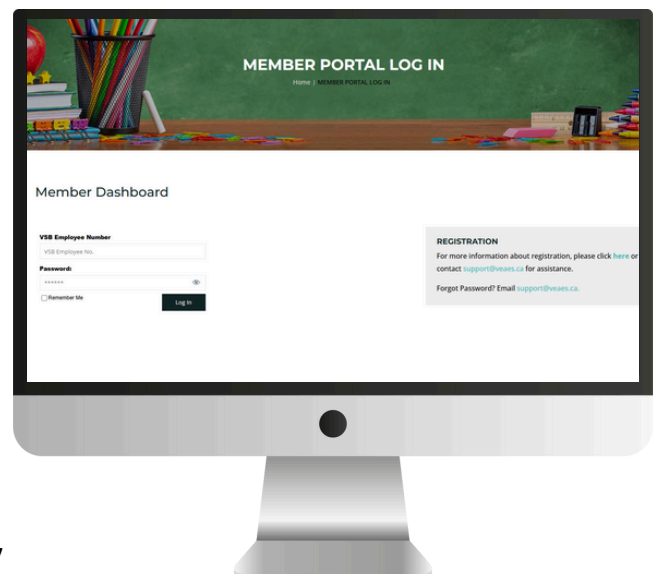 MEMBER PORTAL LOG IN
Home | MEMBER PORTAL LOG IN
Member Dashboard
VSB Employee Number
VSB Employee No.
Password:
******
Remember Me
Log In
REGISTRATION
For more information about registration, please click here or
contact support@veaes.ca for assistance.
Forgot Password? Email support@veaes.ca.